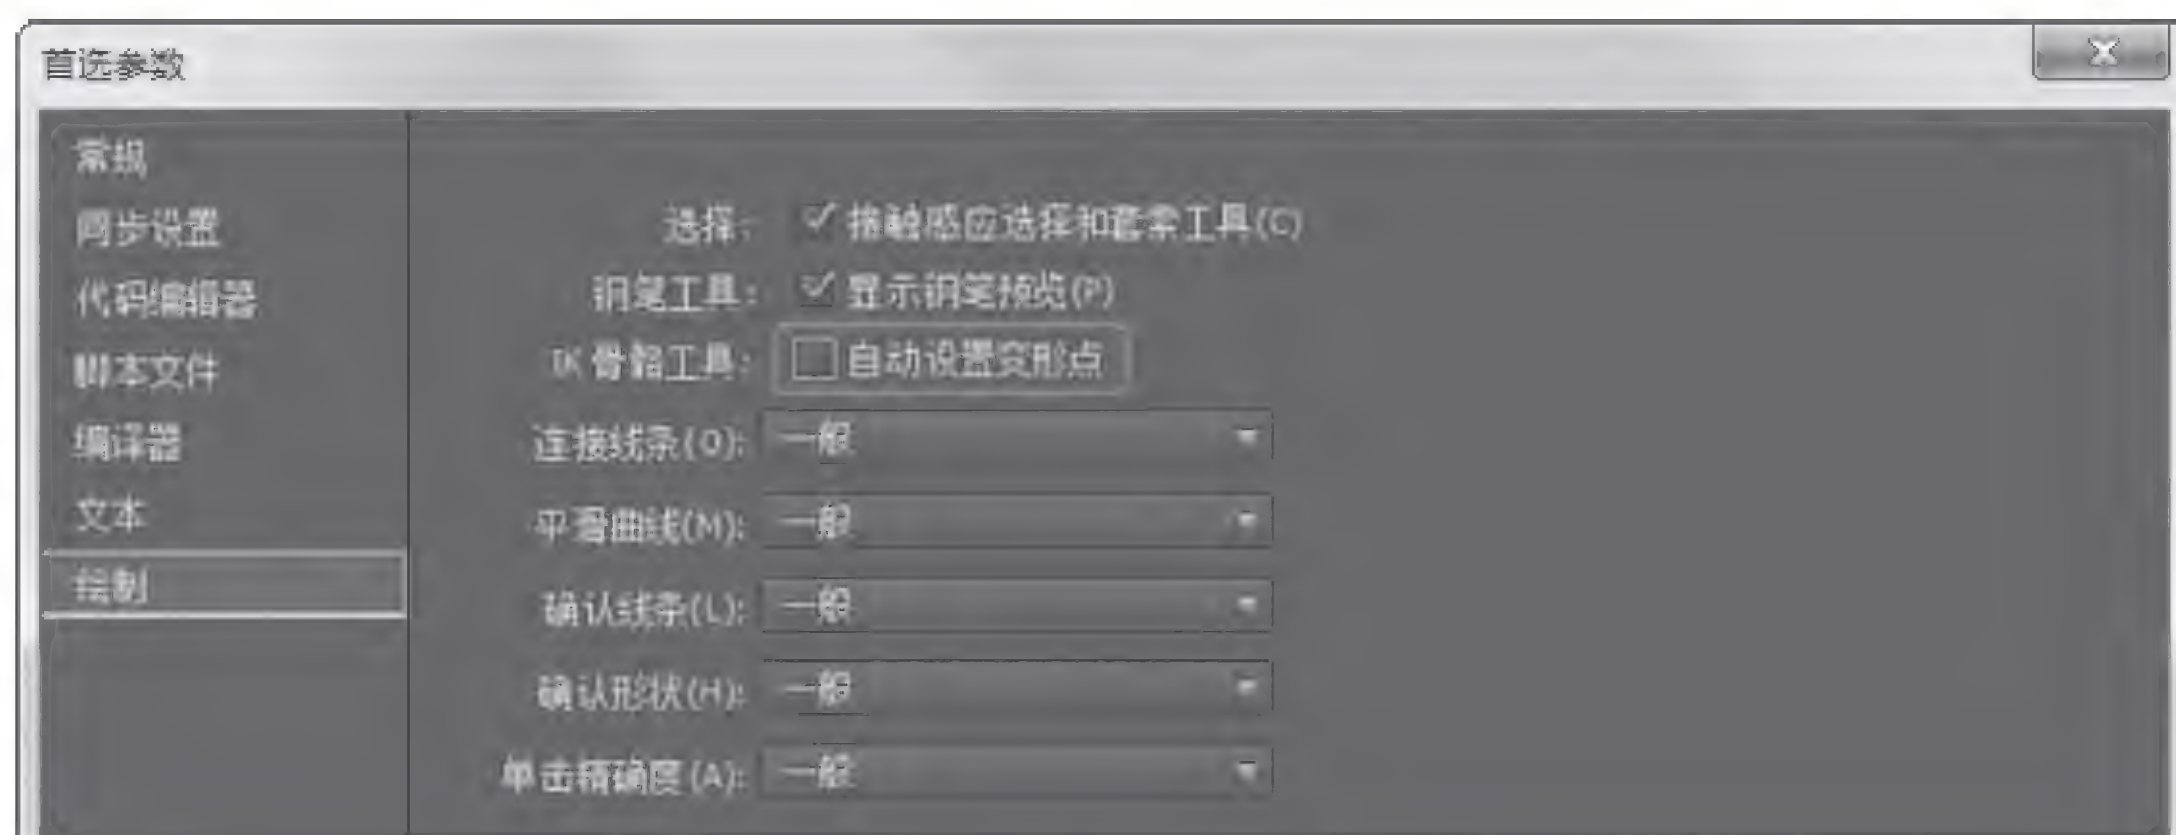 首选参数
常规
同步设置
代码编辑器
脚本文件
编译器
文本
绘制
选择: 接触感应选择和套索工具(C)
钢笔工具: 显示钢笔预览(P)
IK 骨骼工具: 自动设置变形点
连接线条(O): 一般
平滑曲线(M): 一般
确认线条(L): 一般
确认形状(H): 一般
单击精确度(A): 一般